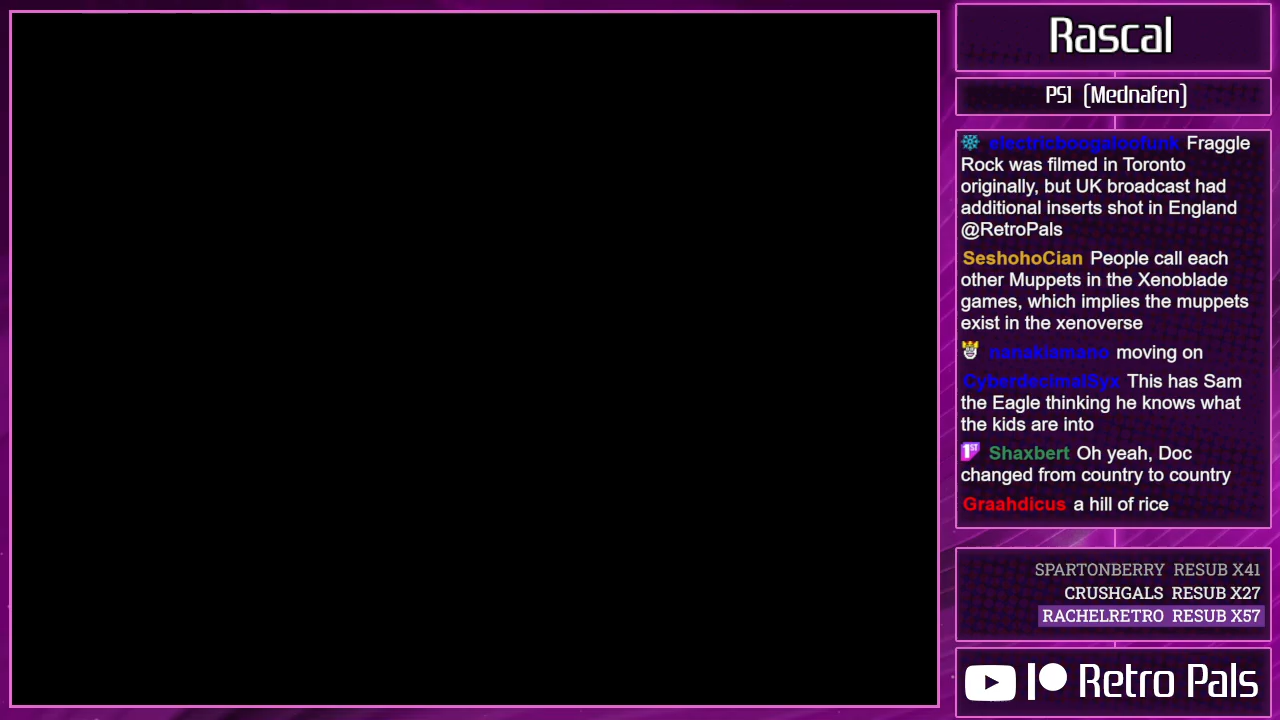 Rascal
PS1 (Mednafen)
electricboogaloofunk Fraggle
Rock was filmed in Toronto
originally, but UK broadcast had
additional inserts shot in England
@RetroPals
SeshohoCian People call each
other Muppets in the Xenoblade
games, which implies the muppets
exist in the xenoverse
nanakiamano moving on
CyberdecimalSyx This has Sam
the Eagle thinking he knows what
the kids are into
1ST Shaxbert Oh yeah, Doc
changed from country to country
Graahdicus a hill of rice
SPARTONBERRY RESUB X41
CRUSHGALS RESUB X27
RACHELRETRO RESUB X57
Retro Pals